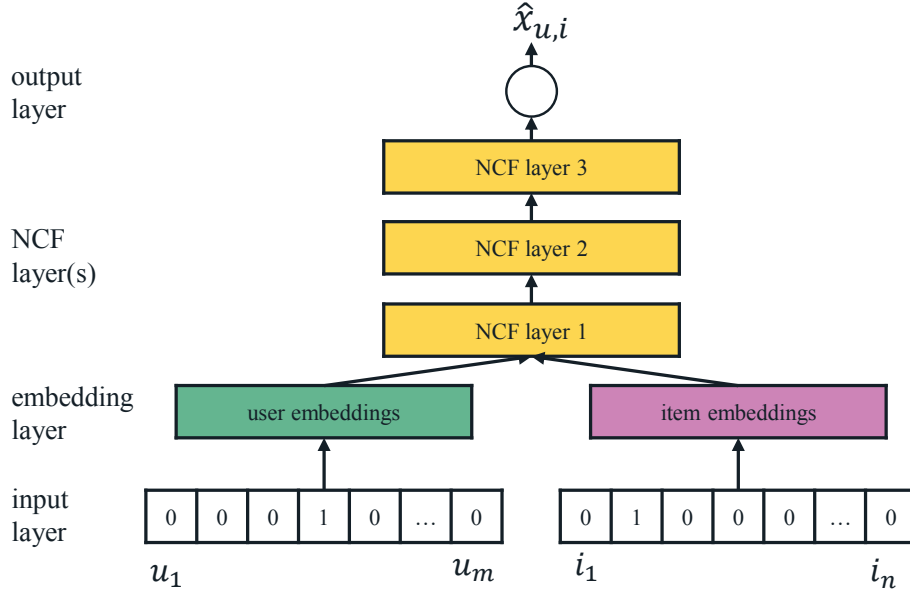 x̂u,i
output
layer
NCF layer 3
NCF
layer(s)
NCF layer 2
NCF layer 1
embedding
layer
user embeddings
item embeddings
input
layer
0 0 0 1 0 … 0
0 1 0 0 0 … 0
u1
um
i1
in